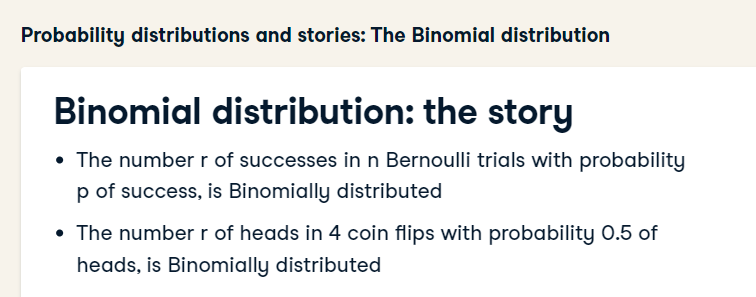 Probability distributions and stories: The Binomial distribution
Binomial distribution: the story
• The number r of successes in n Bernoulli trials with probability
p of success, is Binomially distributed
• The number r of heads in 4 coin flips with probability 0.5 of
heads, is Binomially distributed